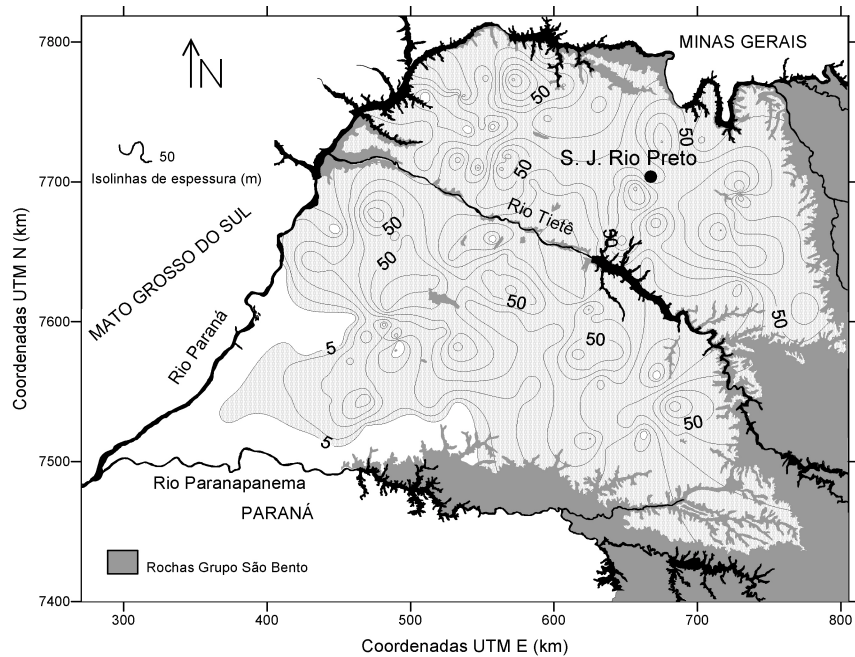 7800
7700
7600
7500
7400
Coordenadas UTM N (km)
N
50
Isolinhas de espessura (m)
MINAS GERAIS
50
50
50
S. J. Rio Preto
Rio Tietê
50
50
90
MATO GROSSO DO SUL
Rio Paraná
50
50
50
5
50
5
Rio Paranapanema
PARANÁ
Rochas Grupo São Bento
300
400
500
600
700
800
Coordenadas UTM E (km)